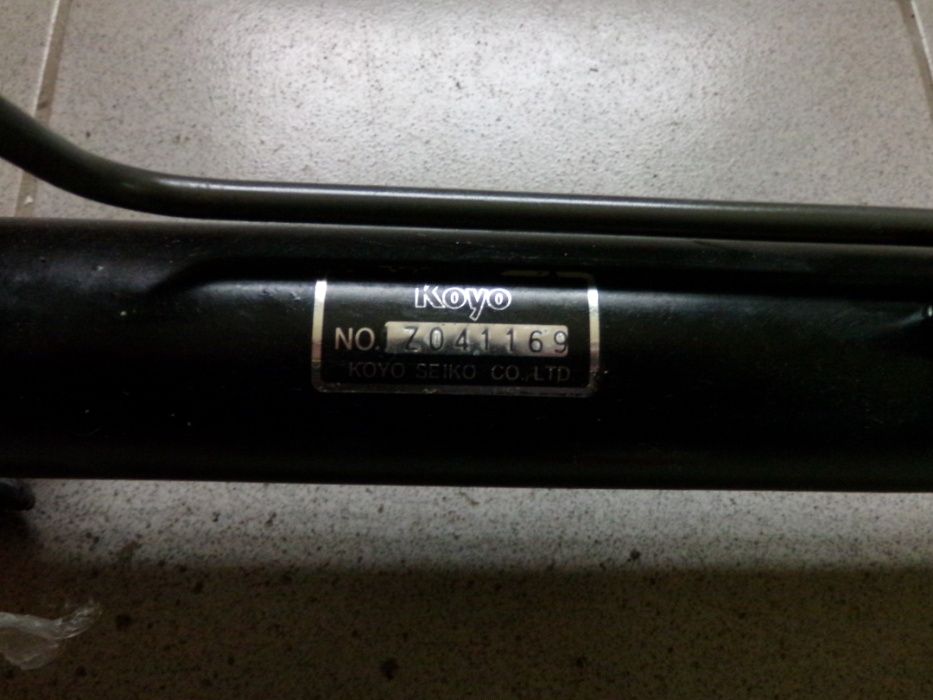 Koyo
NO. Z041169
KOYO SEIKO CO., LTD